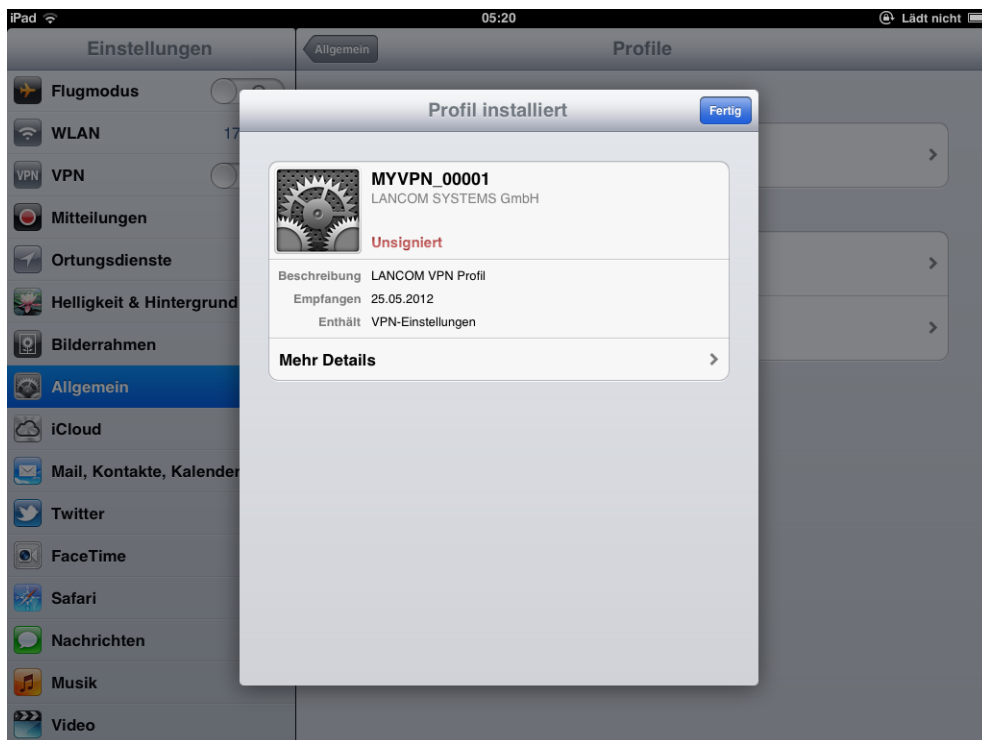 iPad
05:20
Lädt nicht
Einstellungen
Allgemein
Profile
Flugmodus
WLAN
17
VPN
VPN
Mitteilungen
Ortungsdienste
Helligkeit & Hintergrund
Bilderrahmen
Allgemein
iCloud
Mail, Kontakte, Kalender
Twitter
FaceTime
Safari
Nachrichten
Musik
Video
Profil installiert
Fertig
MYVPN_00001
LANCOM SYSTEMS GmbH
Unsigniert
Beschreibung LANCOM VPN Profil
Empfangen 25.05.2012
Enthält VPN-Einstellungen
Mehr Details